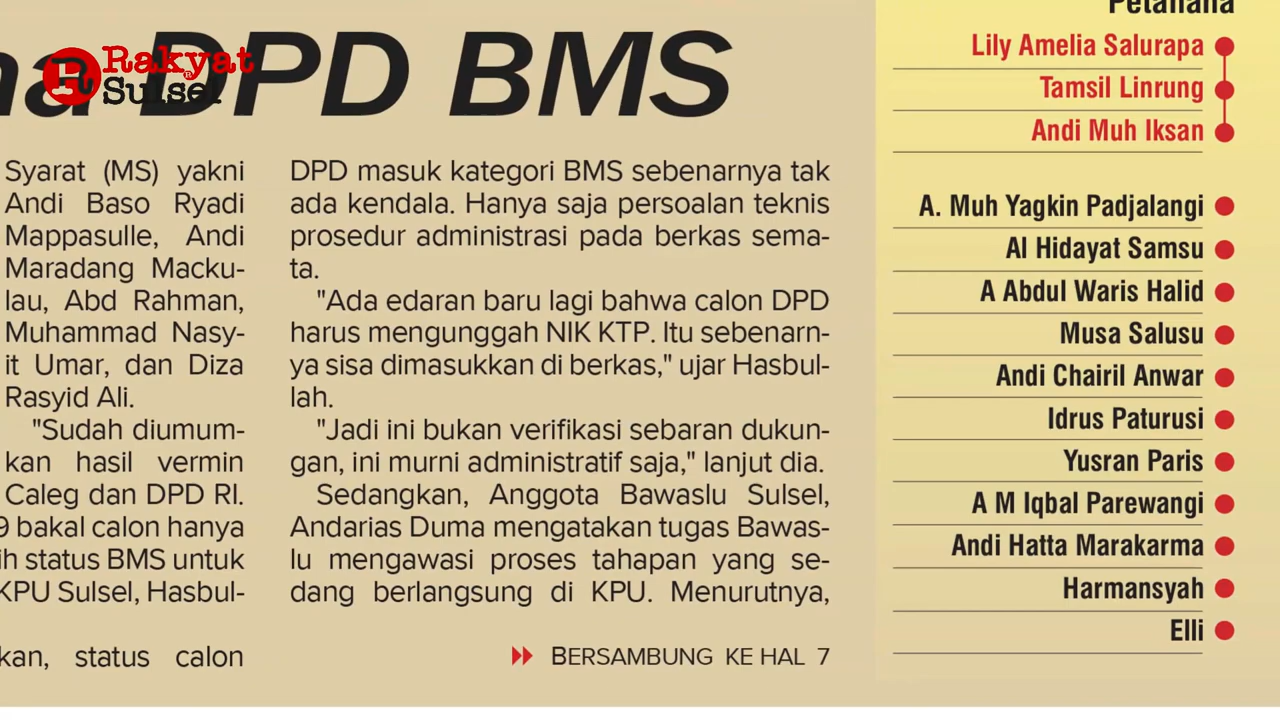 Rakyat
Sulsel
na DPD BMS
Syarat (MS) yakni
Andi Baso Ryadi
Mappasulle, Andi
Maradang Macku-
lau, Abd Rahman,
Muhammad Nasy-
it Umar, dan Diza
Rasyid Ali.
"Sudah diumum-
kan hasil vermin
Caleg dan DPD RI.
9 bakal calon hanya
ih status BMS untuk
KPU Sulsel, Hasbul-
kan, status calon
DPD masuk kategori BMS sebenarnya tak
ada kendala. Hanya saja persoalan teknis
prosedur administrasi pada berkas sema-
ta.
"Ada edaran baru lagi bahwa calon DPD
harus mengunggah NIK KTP. Itu sebenarn-
ya sisa dimasukkan di berkas," ujar Hasbul-
lah.
"Jadi ini bukan verifikasi sebaran dukun-
gan, ini murni administratif saja," lanjut dia.
Sedangkan, Anggota Bawaslu Sulsel,
Andarias Duma mengatakan tugas Bawas-
lu mengawasi proses tahapan yang se-
dang berlangsung di KPU. Menurutnya,
BERSAMBUNG KE HAL 7
Petahana
Lily Amelia Salurapa
Tamsil Linrung
Andi Muh Iksan
A. Muh Yagkin Padjalangi
Al Hidayat Samsu
A Abdul Waris Halid
Musa Salusu
Andi Chairil Anwar
Idrus Paturusi
Yusran Paris
A M Iqbal Parewangi
Andi Hatta Marakarma
Harmansyah
Elli